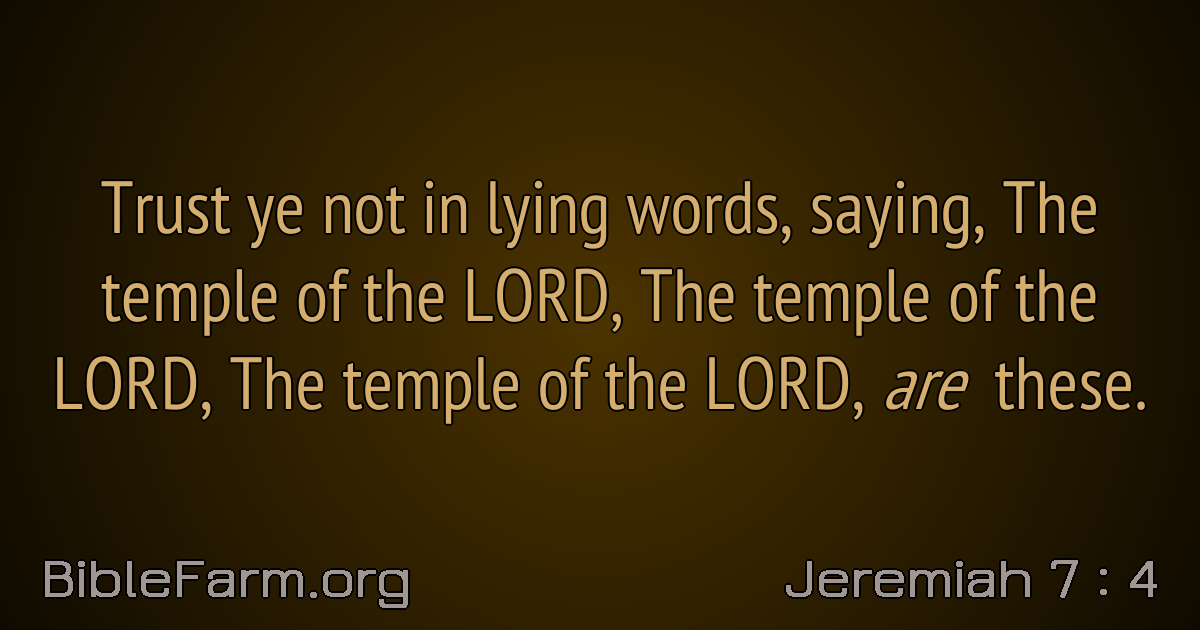 Trust ye not in lying words, saying, The
temple of the LORD, The temple of the
LORD, The temple of the LORD, are these.
BibleFarm.org
Jeremiah 7 : 4